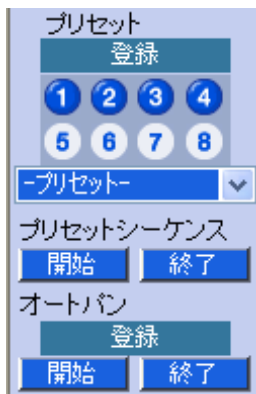 プリセット
登録
1 2 3 4
5 6 7 8
-プリセット-
プリセットシーケンス
開始 終了
オートパン
登録
開始 終了